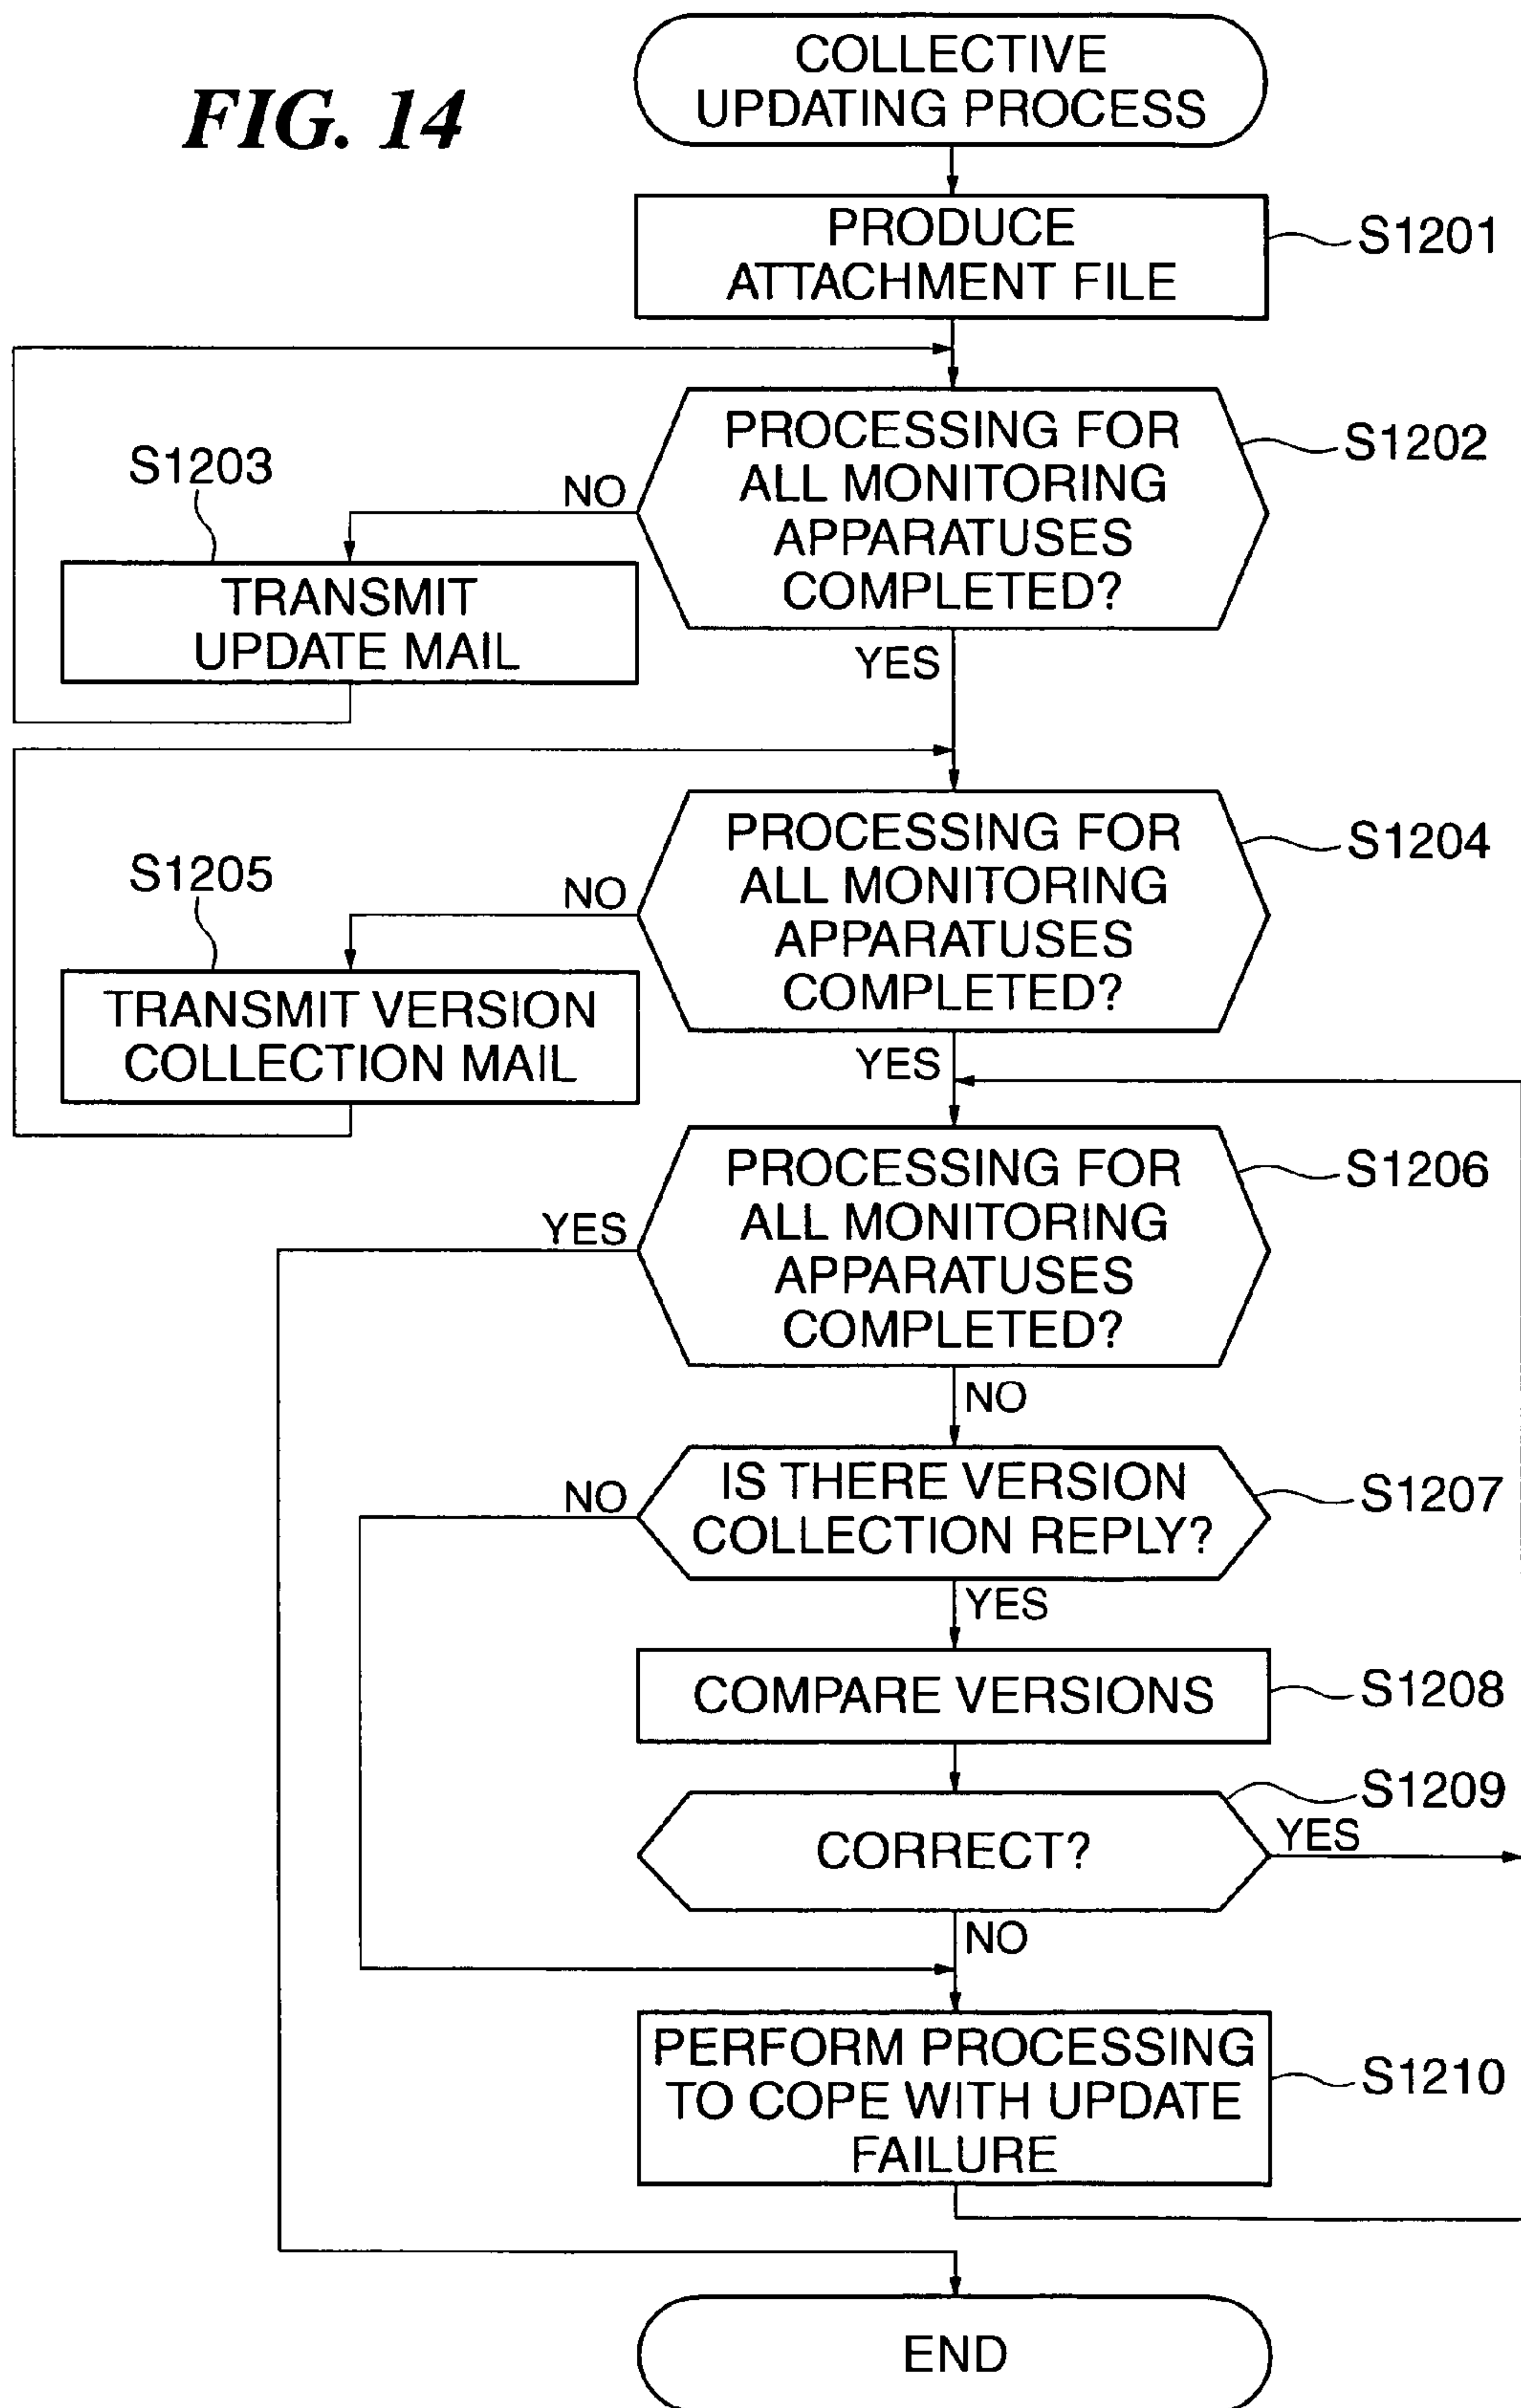 FIG. 14
COLLECTIVE
UPDATING PROCESS
PRODUCE
ATTACHMENT FILE
S1201
PROCESSING FOR
ALL MONITORING
APPARATUSES
COMPLETED?
S1202
NO
S1203
TRANSMIT
UPDATE MAIL
YES
PROCESSING FOR
ALL MONITORING
APPARATUSES
COMPLETED?
S1204
NO
S1205
TRANSMIT VERSION
COLLECTION MAIL
YES
PROCESSING FOR
ALL MONITORING
APPARATUSES
COMPLETED?
S1206
YES
NO
IS THERE VERSION
COLLECTION REPLY?
S1207
NO
YES
COMPARE VERSIONS
S1208
CORRECT?
S1209
YES
NO
PERFORM PROCESSING
TO COPE WITH UPDATE
FAILURE
S1210
END